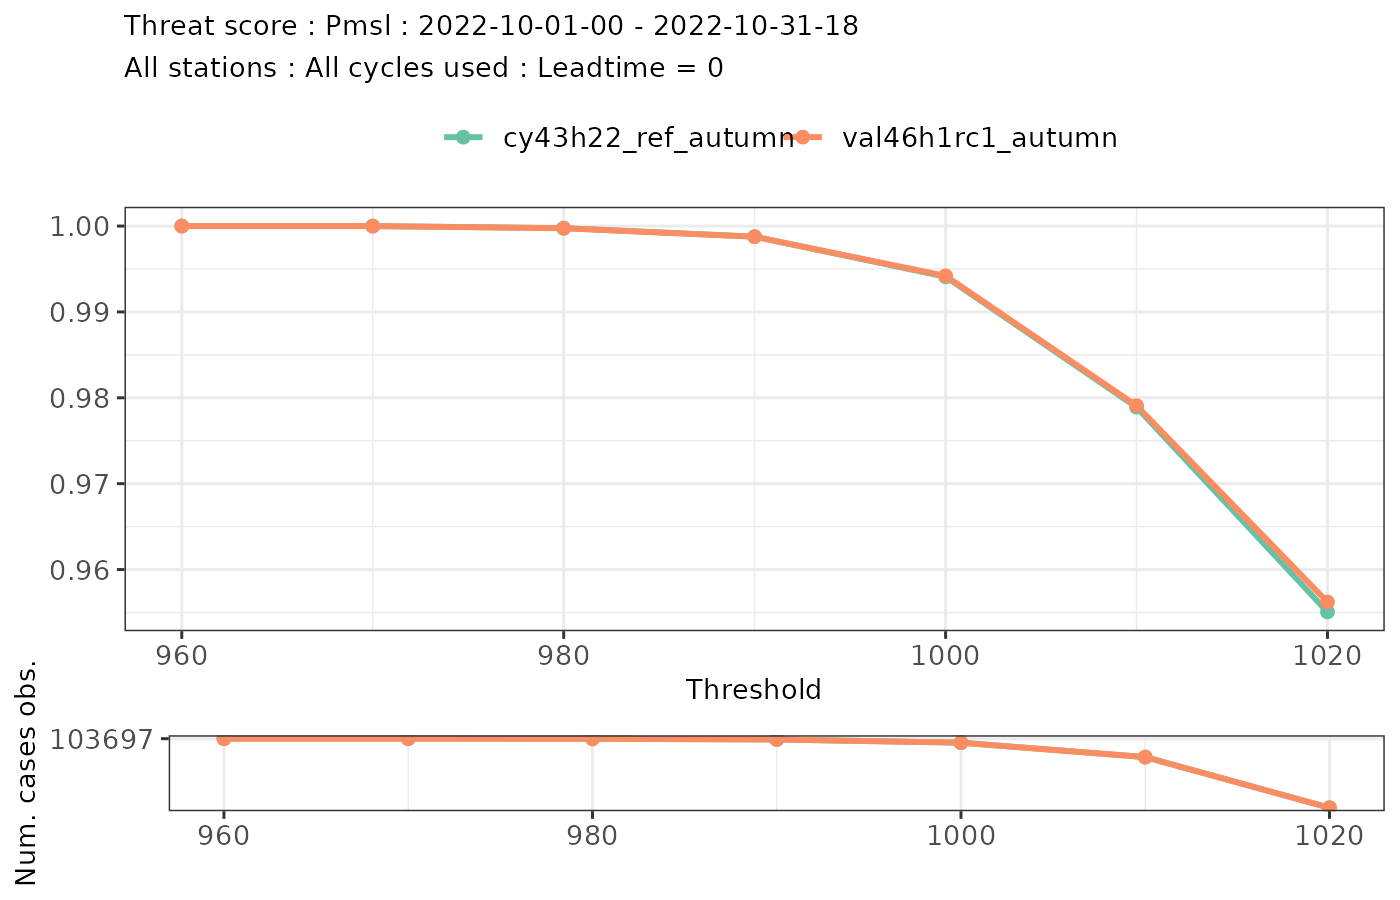 Threat score : Pmsl : 2022-10-01-00 - 2022-10-31-18
All stations : All cycles used : Leadtime = 0
cy43h22_ref_autumn val46h1rc1_autumn
1.00
0.99
0.98
0.97
0.96
960 980 1000 1020
Threshold
Num. cases obs.
103697
960 980 1000 1020